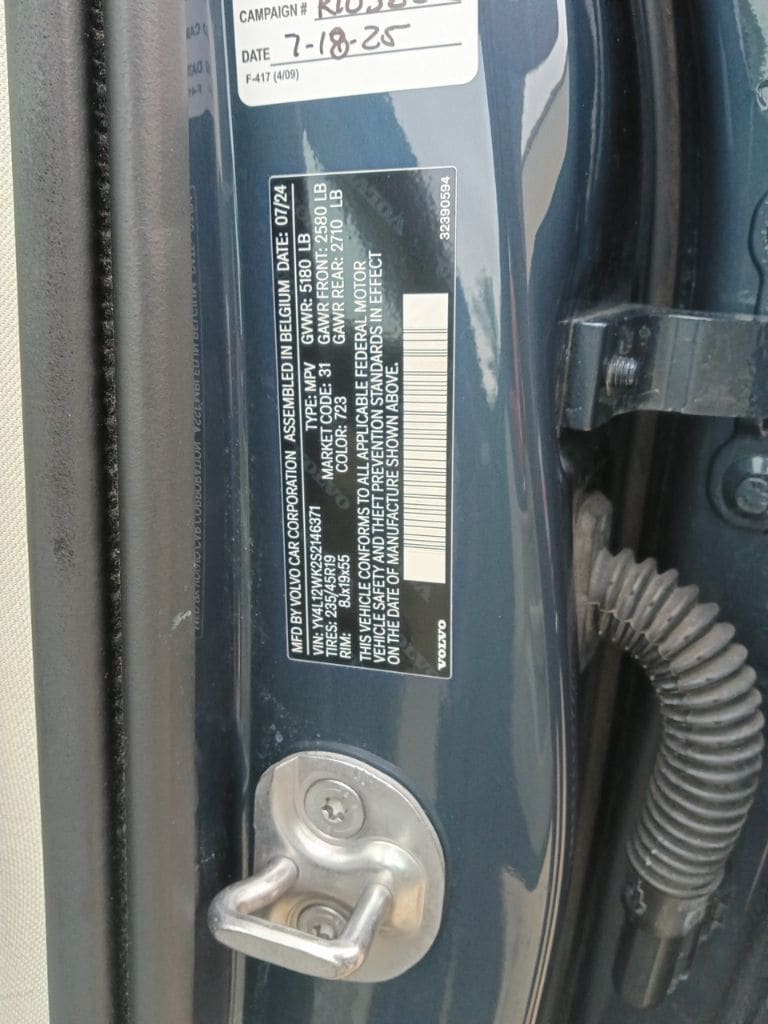 CAMPAIGN #
DATE 7-18-25
F-417 (4/09)
MFD BY VOLVO CAR CORPORATION ASSEMBLED IN BELGIUM DATE: 07/24
VIN: YV4L12WK2S2146371 TYPE: MPV GVWR: 5180 LB
TIRES: 235/45R19 MARKET CODE: 31 GAWR FRONT: 2580 LB
RIM: 8Jx19x55 COLOR: 723 GAWR REAR: 2710 LB
THIS VEHICLE CONFORMS TO ALL APPLICABLE FEDERAL MOTOR
VEHICLE SAFETY AND THEFT PREVENTION STANDARDS IN EFFECT
ON THE DATE OF MANUFACTURE SHOWN ABOVE.
VOLVO 32390594